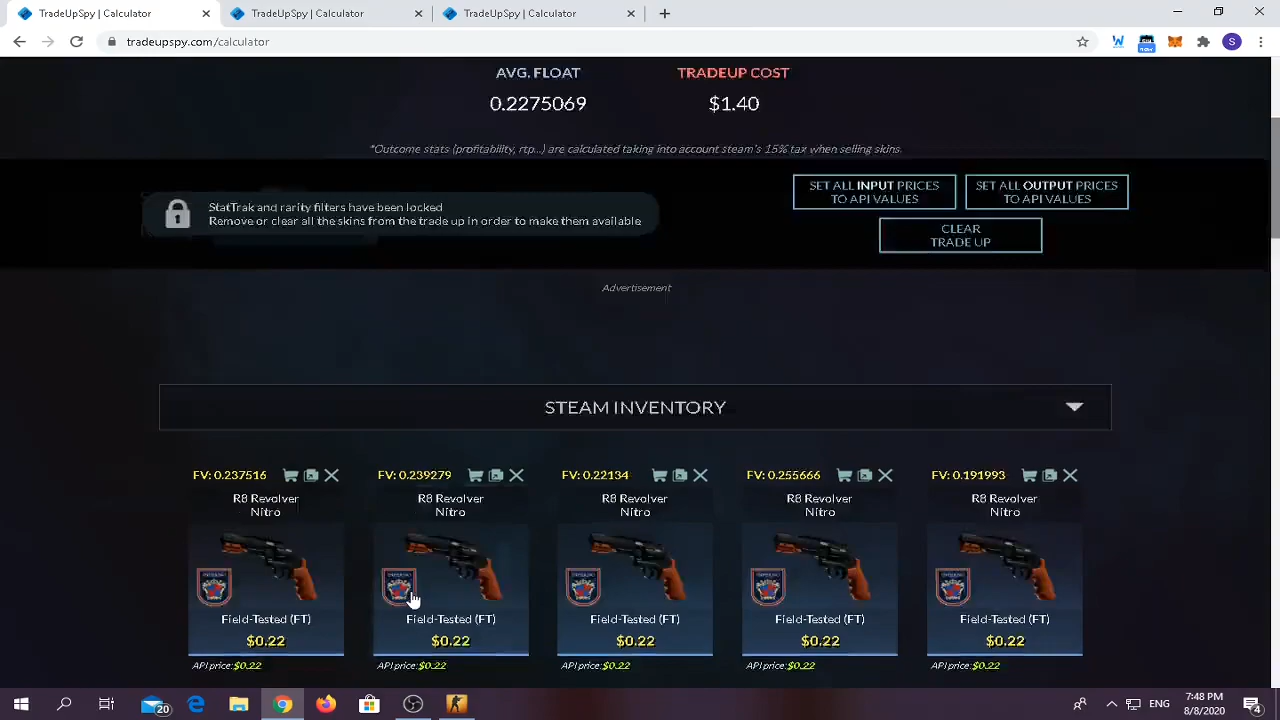 TradeUpSpy | Calculator
TradeUpSpy | Calculator
TradeUpSpy | Calculator
tradeupspy.com/calculator
S
AVG. FLOAT
TRADEUP COST
0.2275069
$1.40
*Outcome stats (profitability, rtp...) are calculated taking into account steam's 15% tax when selling skins.
StatTrak and rarity filters have been locked
Remove or clear all the skins from the trade up in order to make them available
SET ALL INPUT PRICES
TO API VALUES
SET ALL OUTPUT PRICES
TO API VALUES
CLEAR
TRADE UP
Advertisement
STEAM INVENTORY
FV: 0.237516
FV: 0.239279
FV: 0.22134
FV: 0.255666
FV: 0.191993
R8 Revolver
Nitro
R8 Revolver
Nitro
R8 Revolver
Nitro
R8 Revolver
Nitro
R8 Revolver
Nitro
Field-Tested (FT)
Field-Tested (FT)
Field-Tested (FT)
Field-Tested (FT)
Field-Tested (FT)
$0.22
$0.22
$0.22
$0.22
$0.22
API price:$0.22
API price:$0.22
API price:$0.22
API price:$0.22
API price:$0.22
20
ENG
7:48 PM
8/8/2020
4